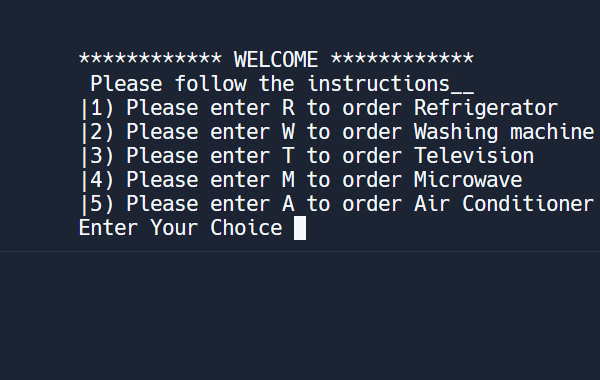 ************ WELCOME ************
Please follow the instructions__
|1) Please enter R to order Refrigerator
|2) Please enter W to order Washing machine
|3) Please enter T to order Television
|4) Please enter M to order Microwave
|5) Please enter A to order Air Conditioner
Enter Your Choice